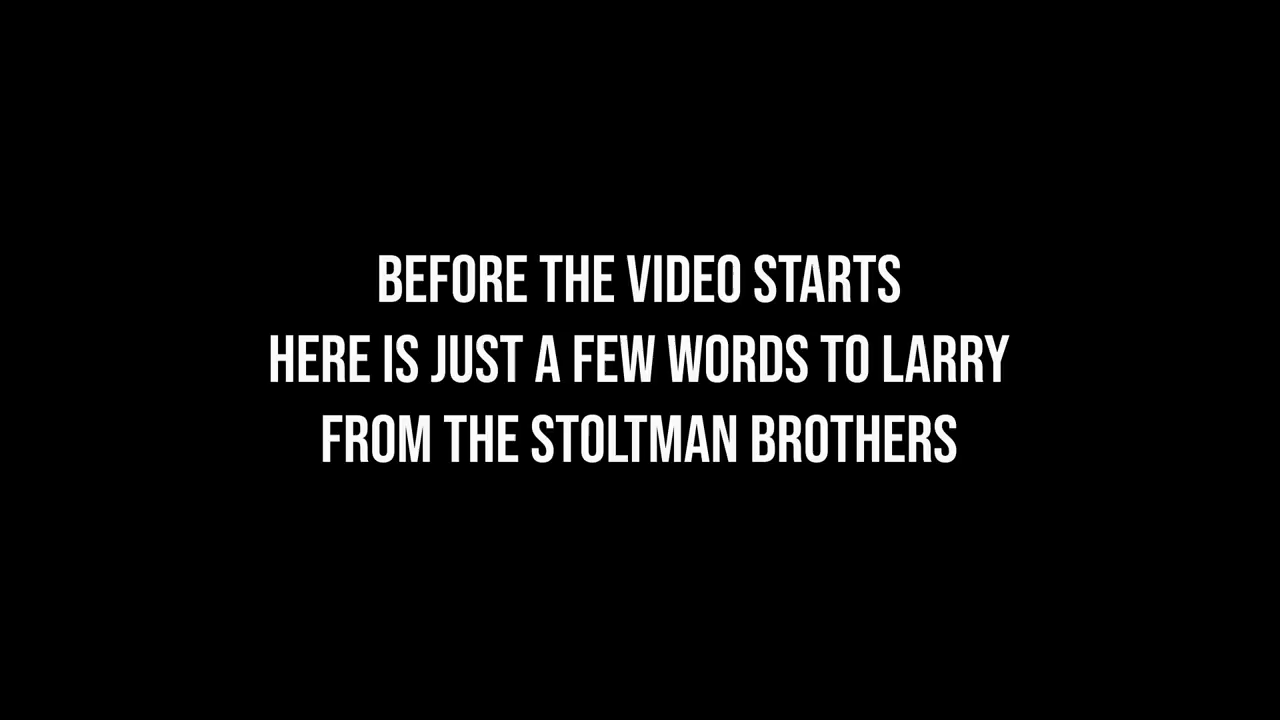 BEFORE THE VIDEO STARTS
HERE IS JUST A FEW WORDS TO LARRY
FROM THE STOLTMAN BROTHERS